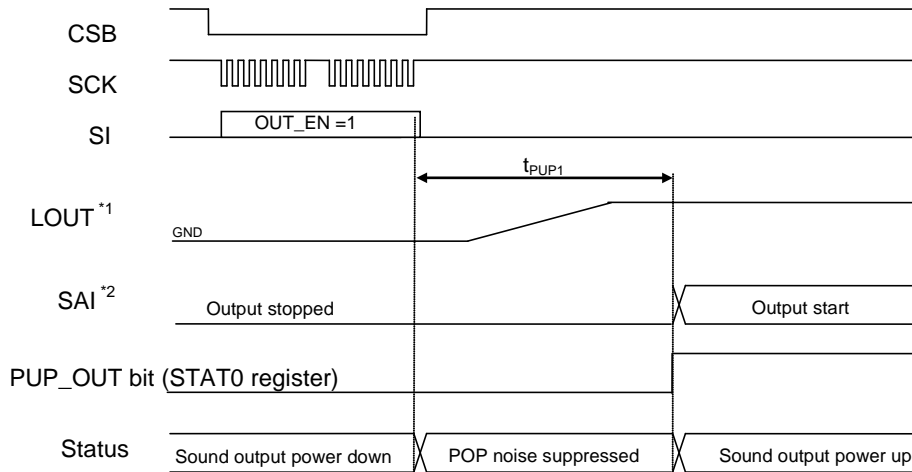 CSB
SCK
SI
OUT_EN =1
tPUP1
LOUT *1
GND
SAI *2
Output stopped
Output start
PUP_OUT bit (STAT0 register)
Status
Sound output power down
POP noise suppressed
Sound output power up